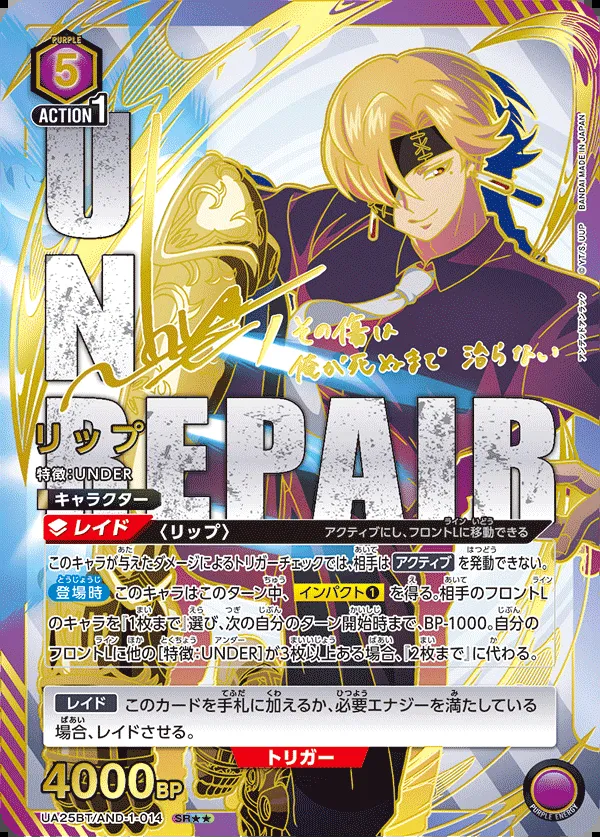 PURPLE
5
ACTION1
UN
REPAIR
その傷は
俺が死ぬまで 治らない
BANDAI MADE IN JAPAN
©YT/S, UUP
アンデッドアンラック
リップ
特徴:UNDER
キャラクター
レイド 〈リップ〉 アクティブにし、フロントLに移動できる
このキャラが与えたダメージによるトリガーチェックでは、相手は アクティブ を発動できない。
登場時 このキャラはこのターン中、インパクト❶ を得る。相手のフロントL
のキャラを『1枚まで』選び、次の自分のターン開始時まで、BP-1000。自分の
フロントLに他の『特徴:UNDER』が3枚以上ある場合、『2枚まで』に代わる。
レイド このカードを手札に加えるか、必要エナジーを満たしている
場合、レイドさせる。
トリガー
4000BP
UA25BT/AND-1-014 SR★★
PURPLE ENERGY